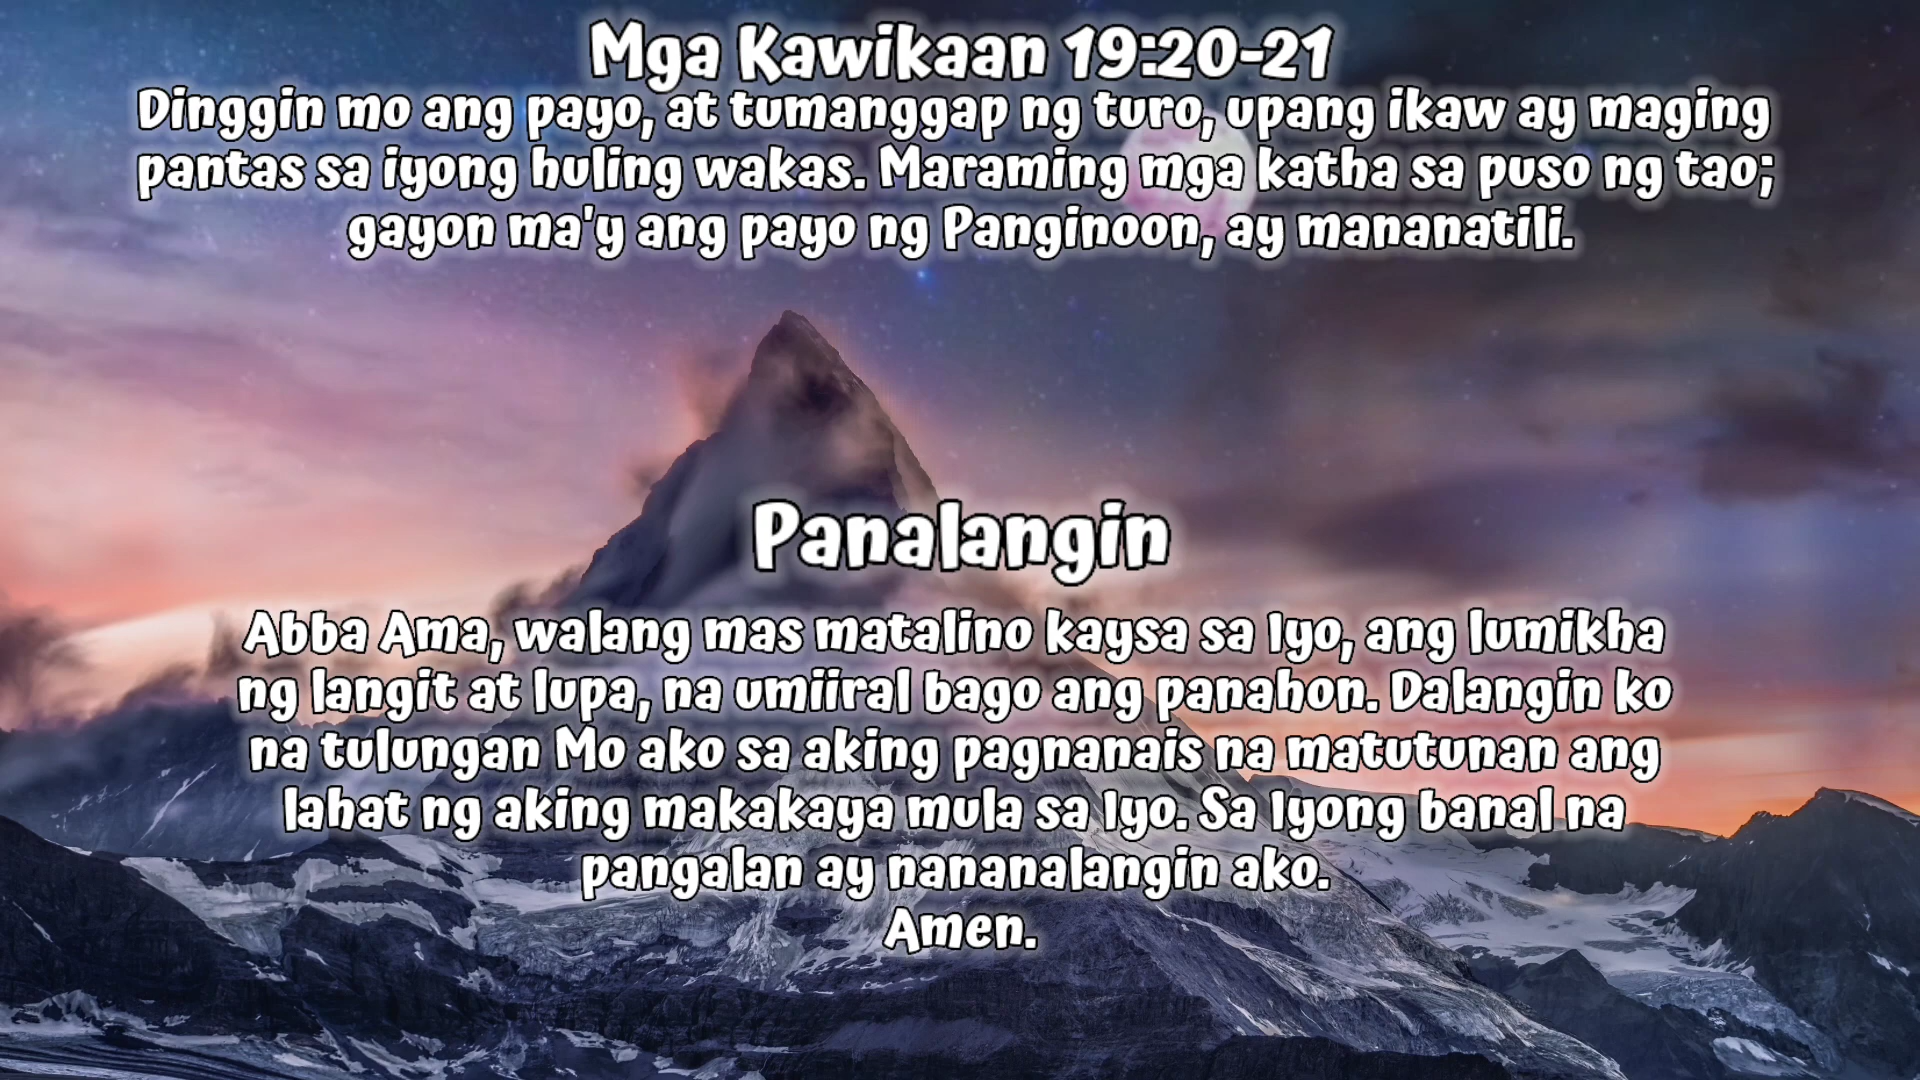 Mga Kawikaan 19:20-21
Dinggin mo ang payo, at tumanggap ng turo, upang ikaw ay maging
pantas sa iyong huling wakas. Maraming mga katha sa puso ng tao;
gayon ma'y ang payo ng Panginoon, ay mananatili.
Panalangin
Abba Ama, walang mas matalino kaysa sa Iyo, ang lumikha
ng langit at lupa, na umiiral bago ang panahon. Dalangin ko
na tulungan Mo ako sa aking pagnanais na matutunan ang
lahat ng aking makakaya mula sa Iyo. Sa Iyong banal na
pangalan ay nananalangin ako.
Amen.